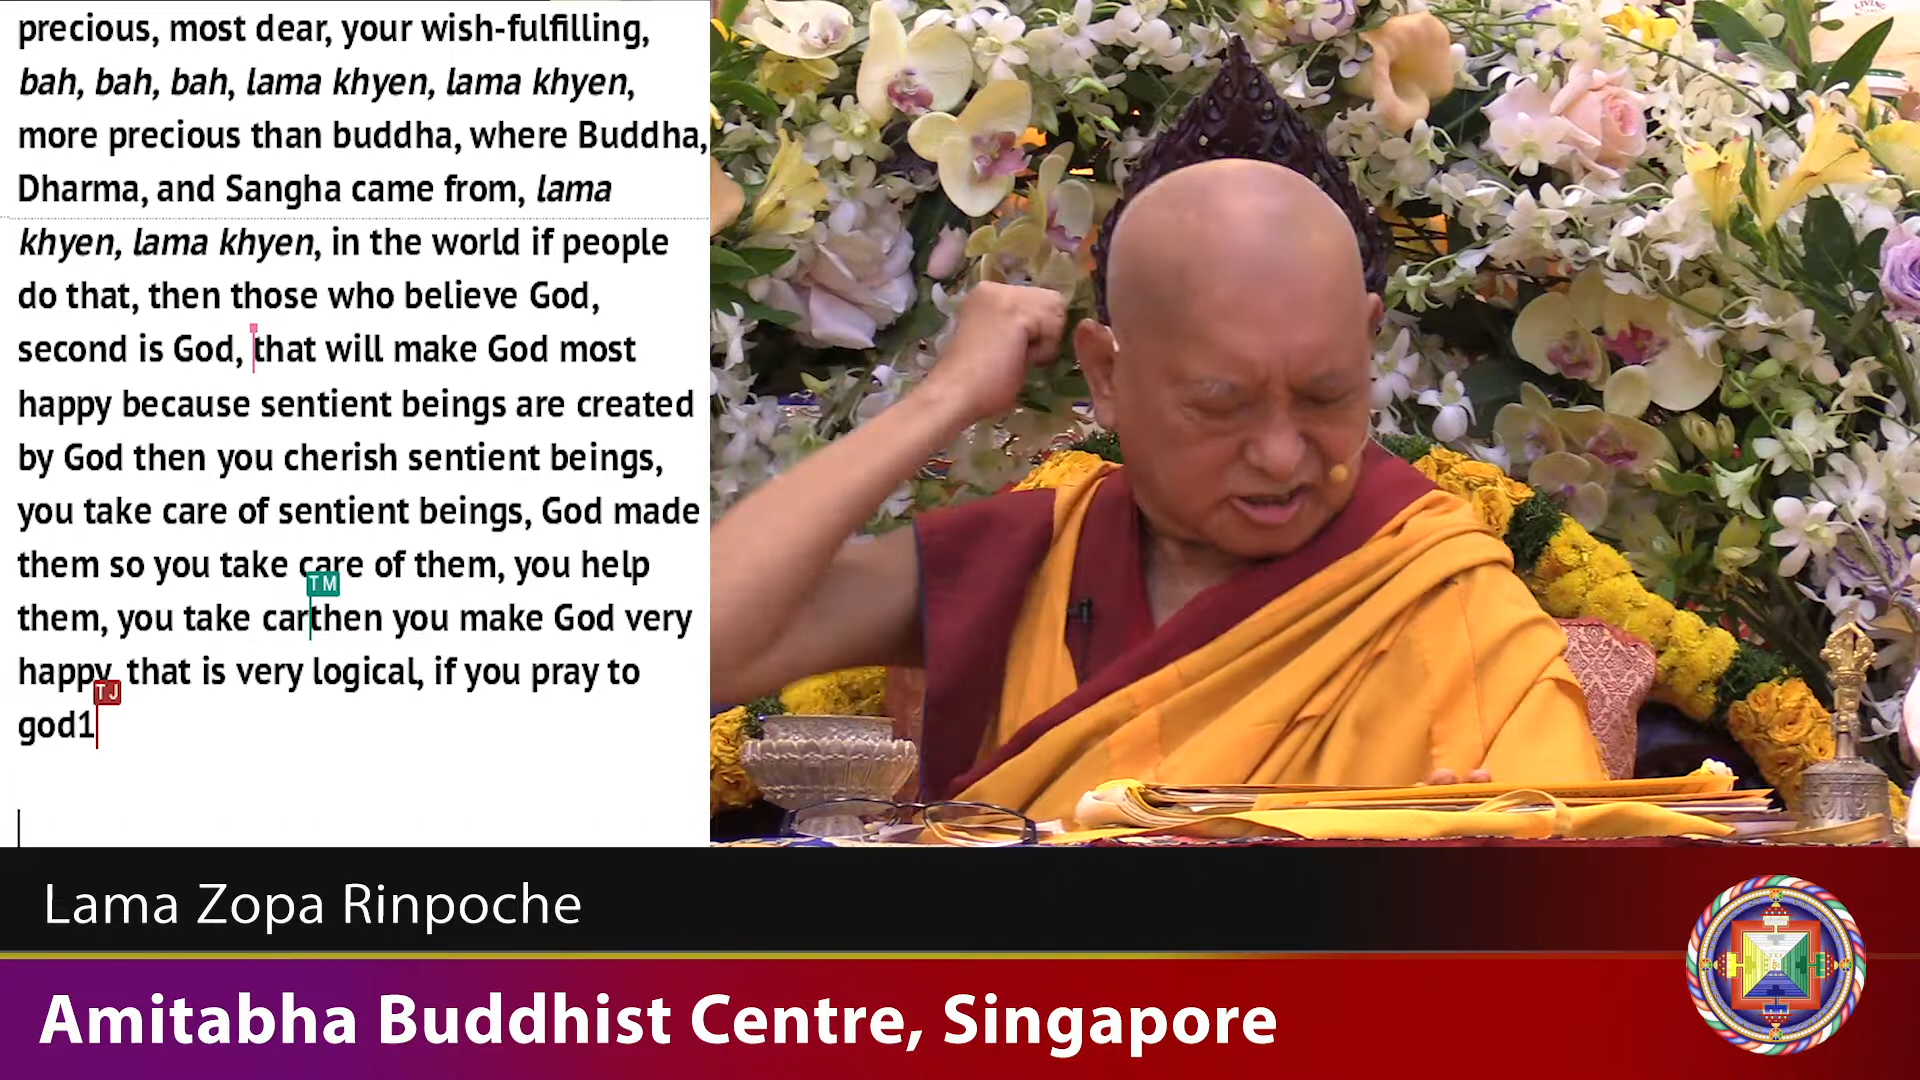 precious, most dear, your wish-fulfilling,
bah, bah, bah, lama khyen, lama khyen,
more precious than buddha, where Buddha,
Dharma, and Sangha came from, lama
khyen, lama khyen, in the world if people
do that, then those who believe God,
second is God, that will make God most
happy because sentient beings are created
by God then you cherish sentient beings,
you take care of sentient beings, God made
them so you take care of them, you help
TM
them, you take carthen you make God very
happy, that is very logical, if you pray to
TJ
god1
LIVING
Lama Zopa Rinpoche
Amitabha Buddhist Centre, Singapore